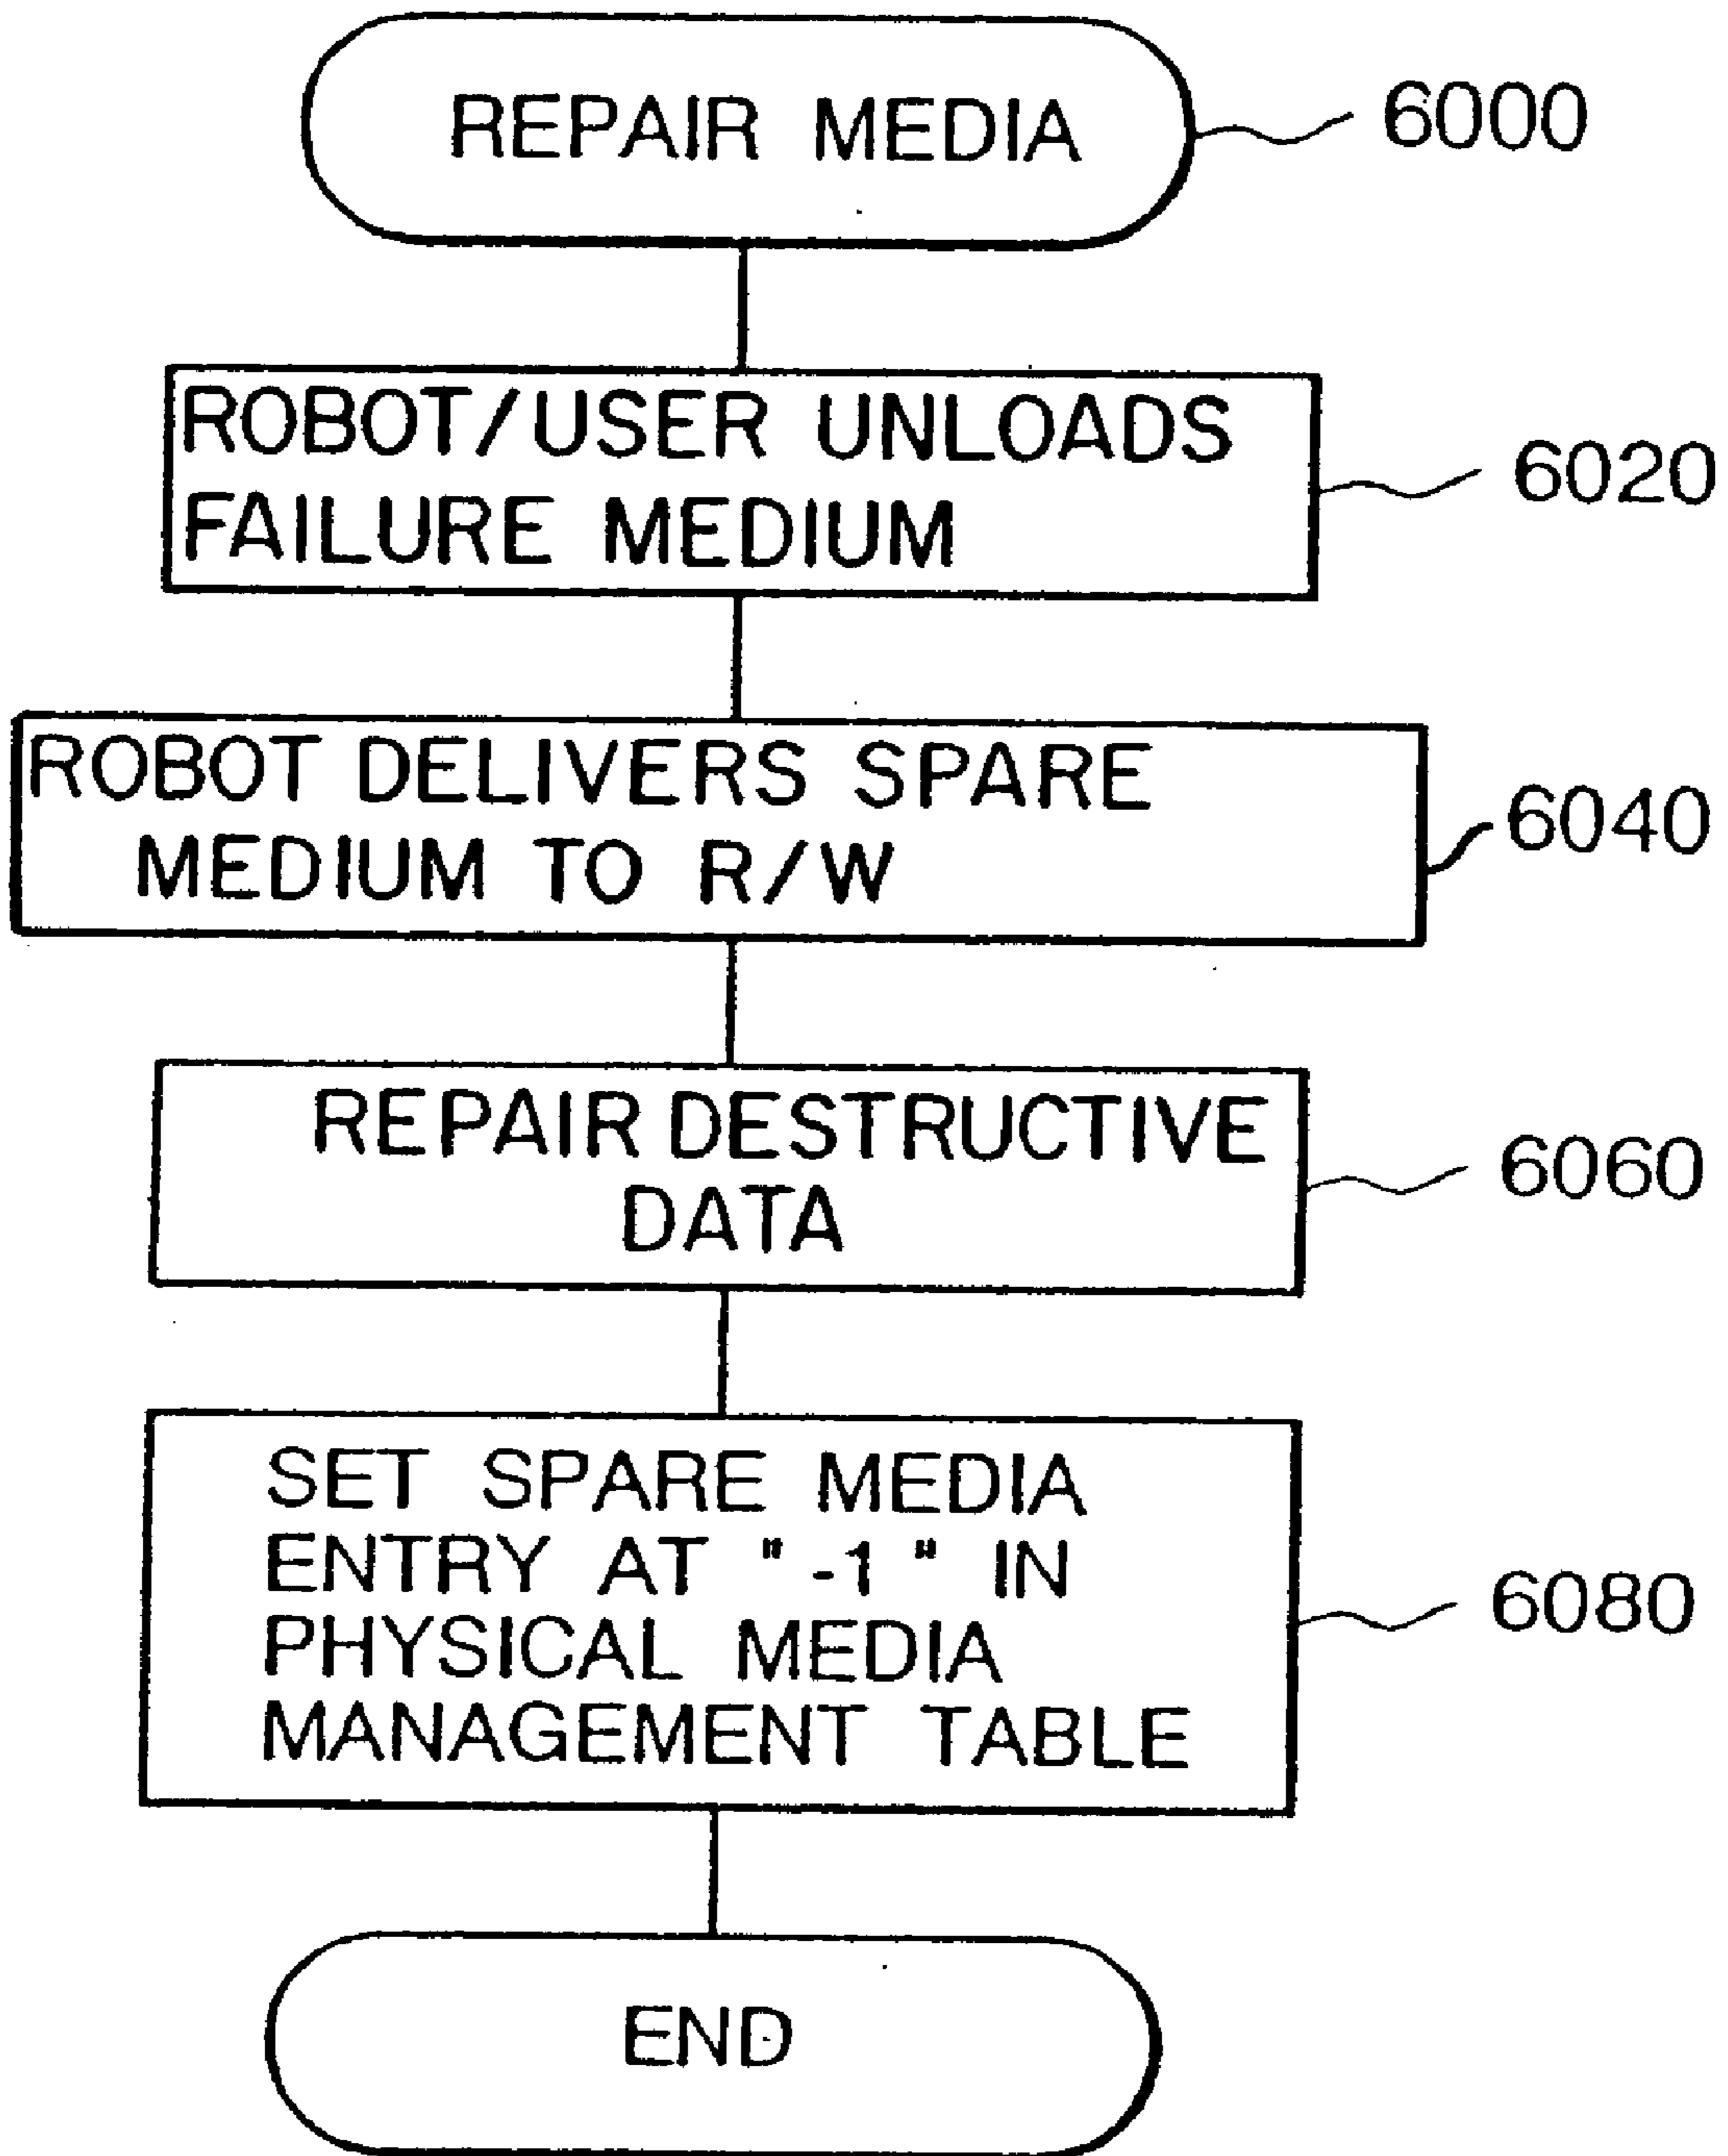 REPAIR MEDIA
6000
ROBOT/USER UNLOADS
FAILURE MEDIUM
6020
ROBOT DELIVERS SPARE
MEDIUM TO R/W
6040
REPAIR DESTRUCTIVE
DATA
6060
SET SPARE MEDIA
ENTRY AT "-1" IN
PHYSICAL MEDIA
MANAGEMENT TABLE
6080
END